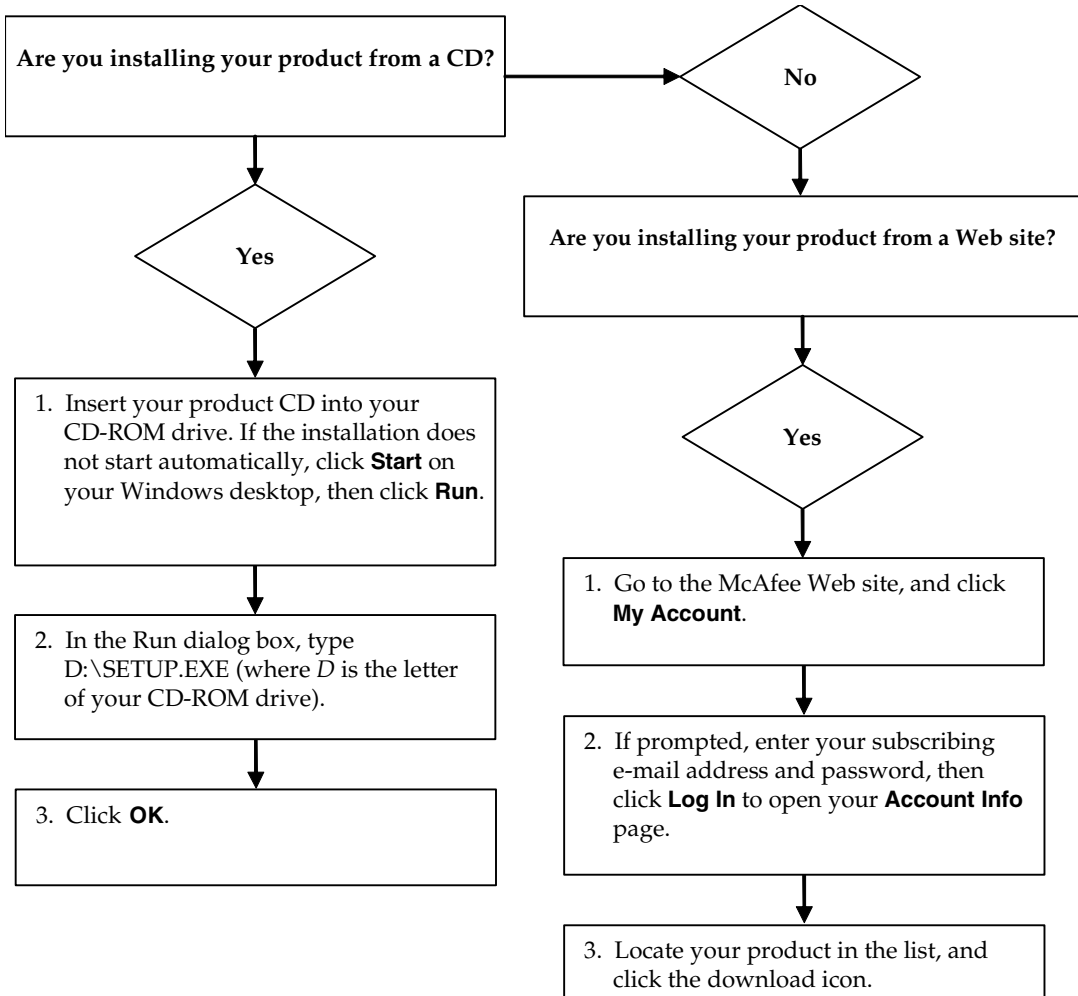 Are you installing your product from a CD?
No
Yes
Are you installing your product from a Web site?
1. Insert your product CD into your
CD-ROM drive. If the installation does
not start automatically, click Start on
your Windows desktop, then click Run.
2. In the Run dialog box, type
D:\SETUP.EXE (where D is the letter
of your CD-ROM drive).
3. Click OK.
Yes
1. Go to the McAfee Web site, and click
My Account.
2. If prompted, enter your subscribing
e-mail address and password, then
click Log In to open your Account Info
page.
3. Locate your product in the list, and
click the download icon.